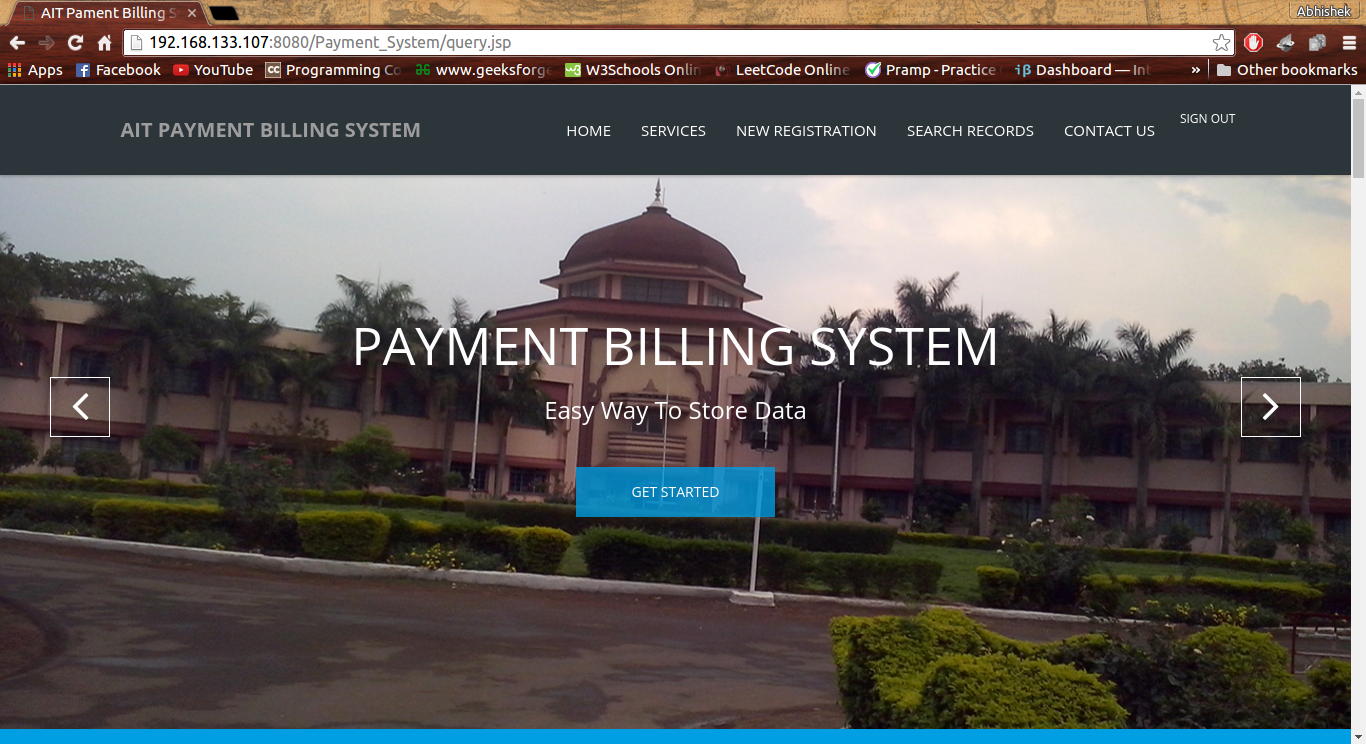 AIT Pament Billing S
Abhishek
192.168.133.107:8080/Payment_System/query.jsp
Apps Facebook YouTube Programming Co www.geeksforge W3Schools Onlin LeetCode Online Pramp - Practice Dashboard — Int » Other bookmarks
AIT PAYMENT BILLING SYSTEM HOME SERVICES NEW REGISTRATION SEARCH RECORDS CONTACT US SIGN OUT
PAYMENT BILLING SYSTEM
Easy Way To Store Data
GET STARTED